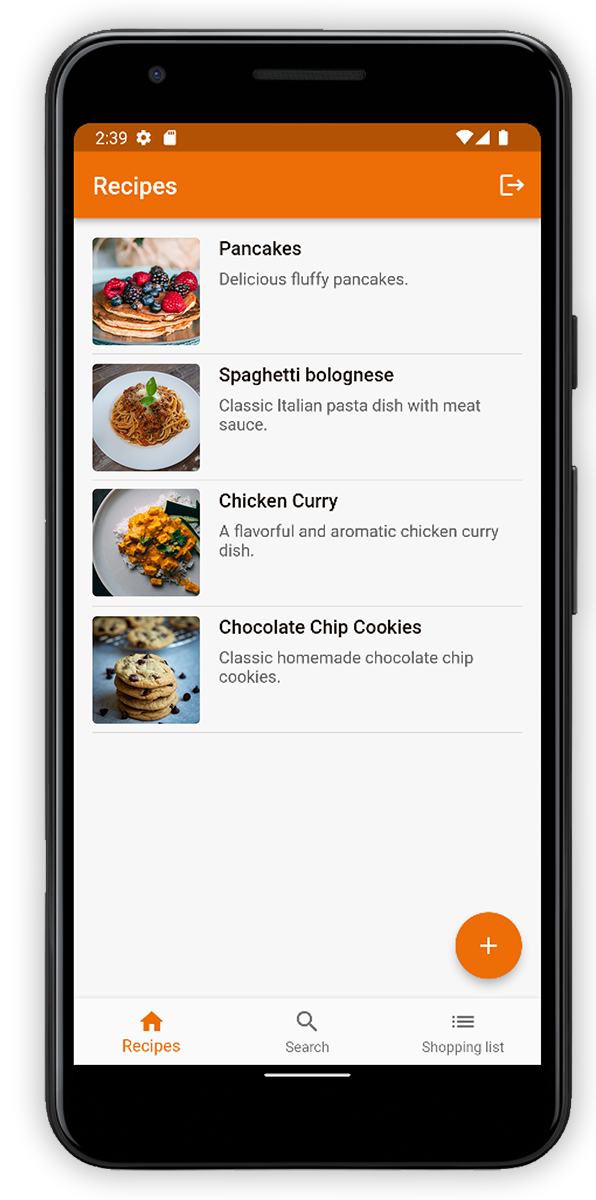 2:39
Recipes
Pancakes
Delicious fluffy pancakes.
Spaghetti bolognese
Classic Italian pasta dish with meat
sauce.
Chicken Curry
A flavorful and aromatic chicken curry
dish.
Chocolate Chip Cookies
Classic homemade chocolate chip
cookies.
Recipes
Search
Shopping list